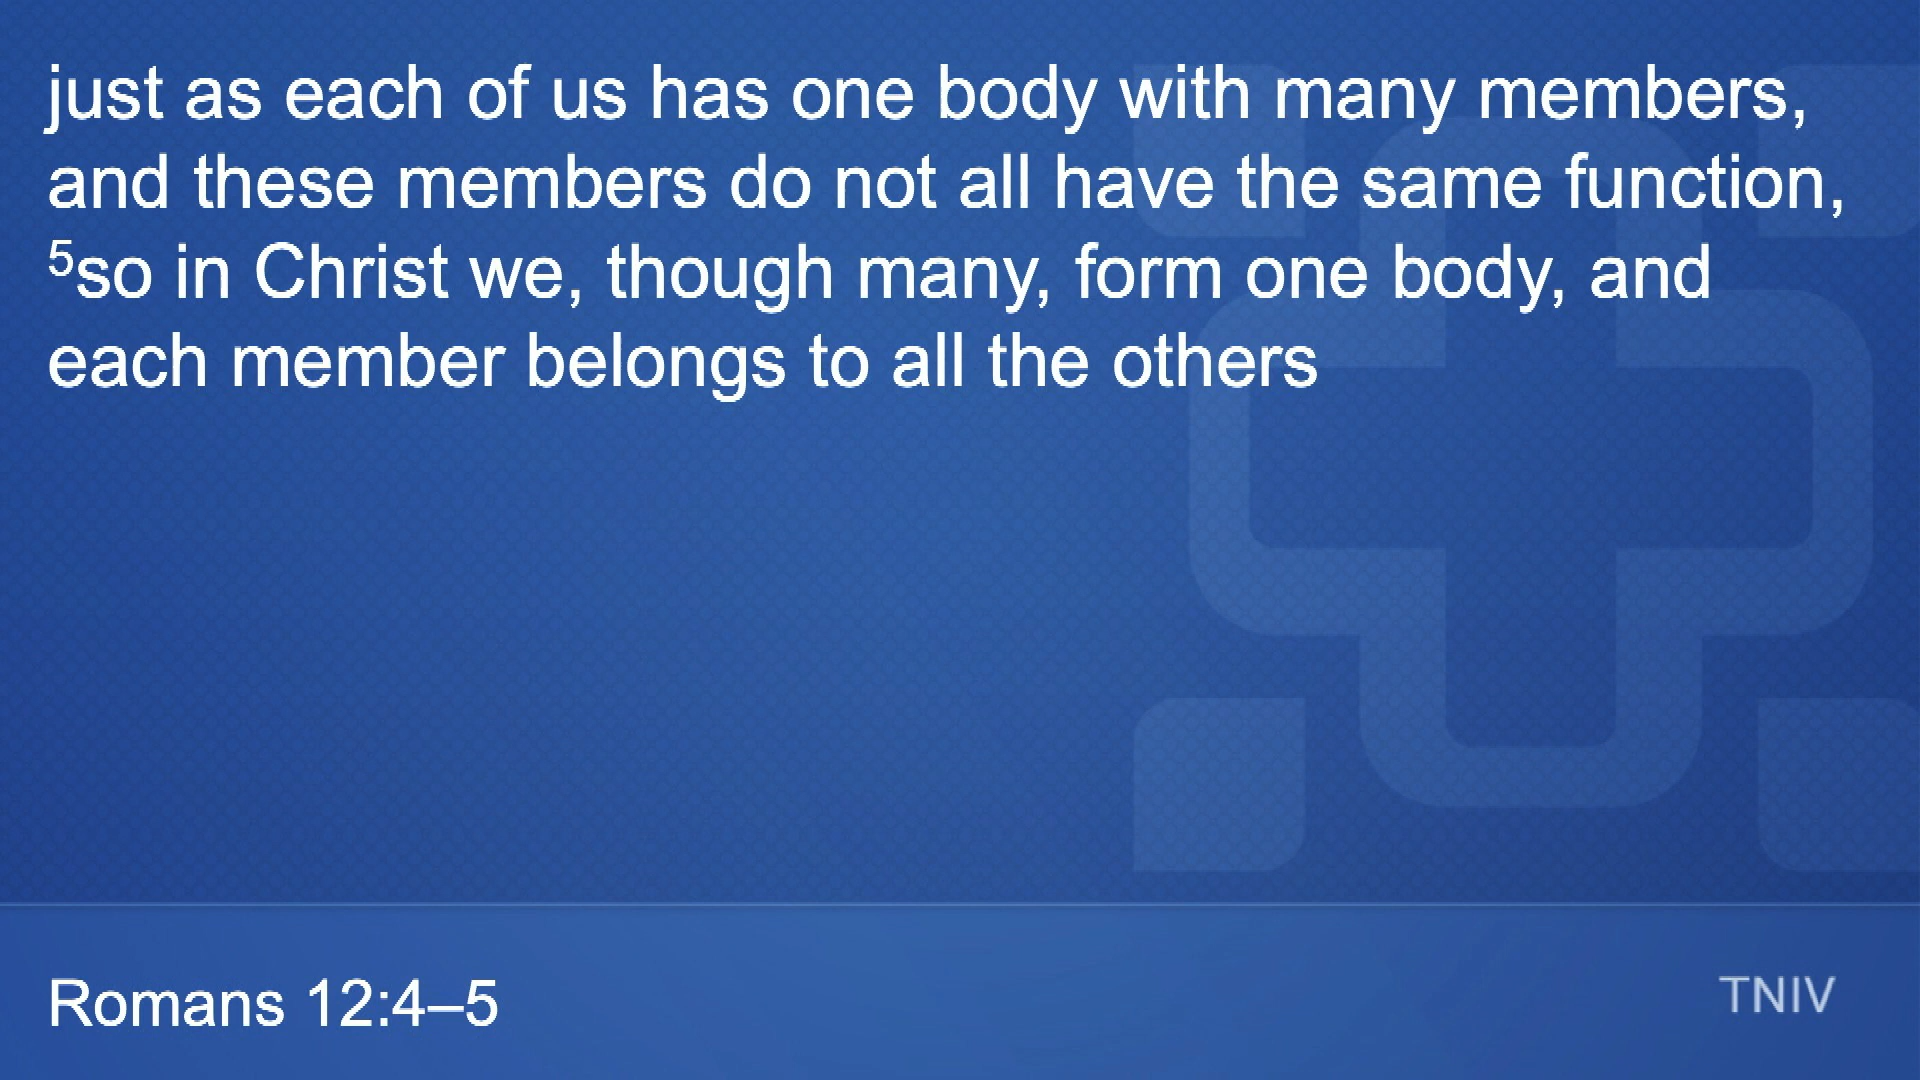 just as each of us has one body with many members,
and these members do not all have the same function,
⁵so in Christ we, though many, form one body, and
each member belongs to all the others
Romans 12:4–5
TNIV